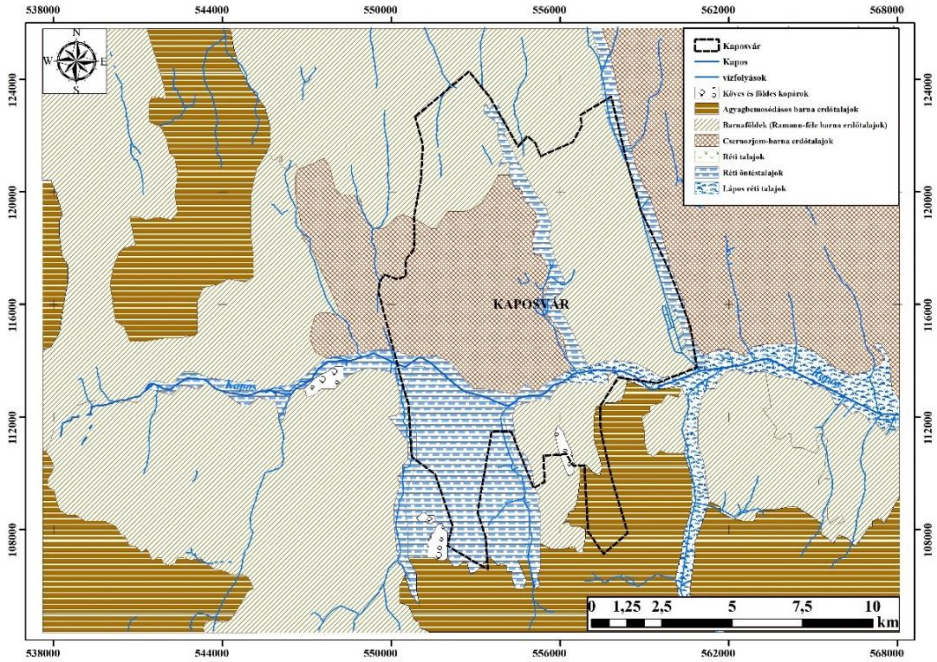 538000 544000 550000 556000 562000 568000
N
W E
S
124000
120000
116000
112000
108000
124000
120000
116000
112000
108000
Kaposvár
Kapos
vízfolyások
Köves és földes kopárok
Agyagbemosódásos barna erdőtalajok
Barnaföldek (Ramann-féle barna erdőtalajok)
Csernozjom-barna erdőtalajok
Réti talajok
Réti öntéstalajok
Lápos réti talajok
KAPOSVÁR
Kapos
Kapos
0 1,25 2,5 5 7,5 10
km
538000 544000 550000 556000 562000 568000